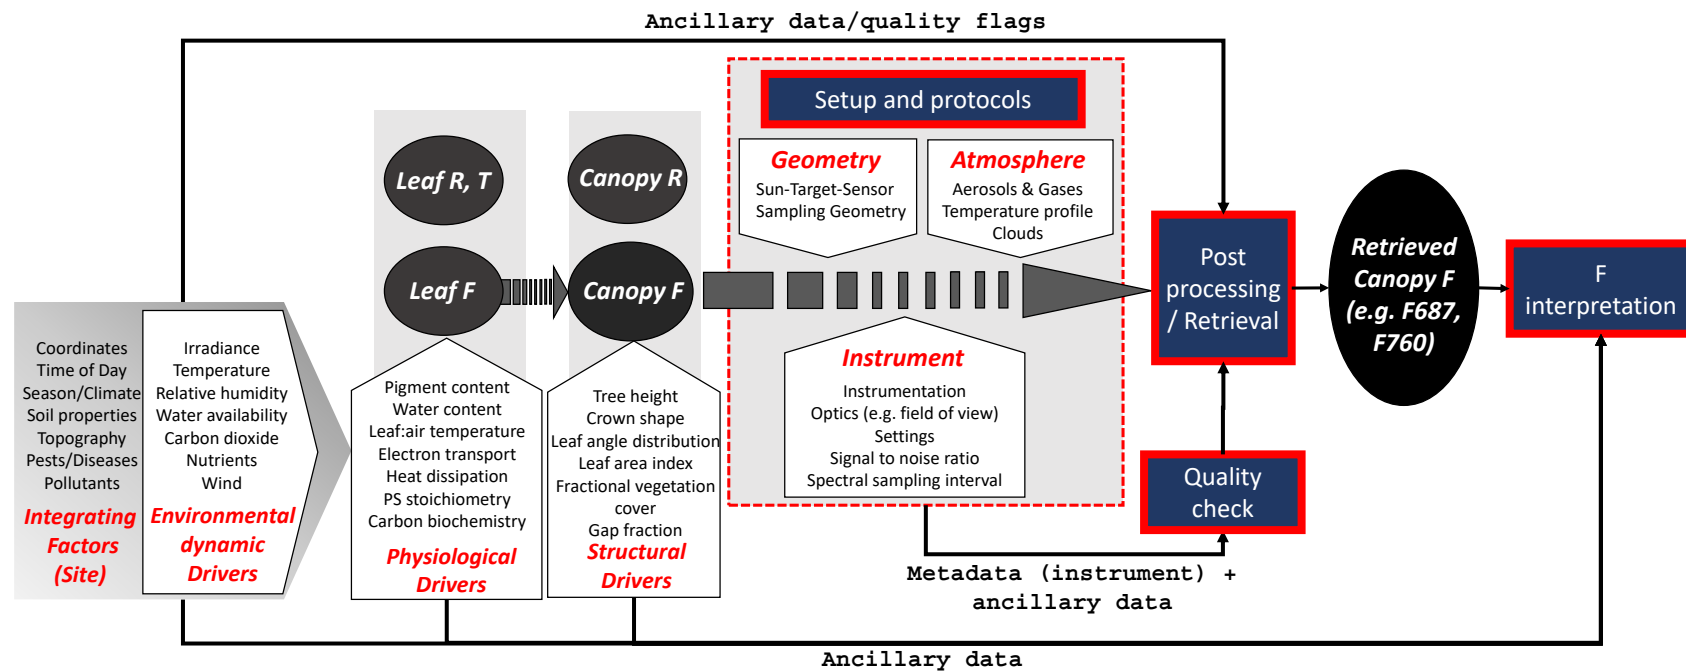 Ancillary data/quality flags
Setup and protocols
Geometry
Sun-Target-Sensor
Sampling Geometry
Atmosphere
Aerosols & Gases
Temperature profile
Clouds
Leaf R, T
Canopy R
Leaf F
Canopy F
Post
processing
/ Retrieval
Retrieved
Canopy F
(e.g. F687,
F760)
F
interpretation
Coordinates
Time of Day
Season/Climate
Soil properties
Topography
Pests/Diseases
Pollutants
Integrating
Factors
(Site)
Irradiance
Temperature
Relative humidity
Water availability
Carbon dioxide
Nutrients
Wind
Environmental
dynamic
Drivers
Pigment content
Water content
Leaf:air temperature
Electron transport
Heat dissipation
PS stoichiometry
Carbon biochemistry
Physiological
Drivers
Tree height
Crown shape
Leaf angle distribution
Leaf area index
Fractional vegetation
cover
Gap fraction
Structural
Drivers
Instrument
Instrumentation
Optics (e.g. field of view)
Settings
Signal to noise ratio
Spectral sampling interval
Quality
check
Metadata (instrument) +
ancillary data
Ancillary data